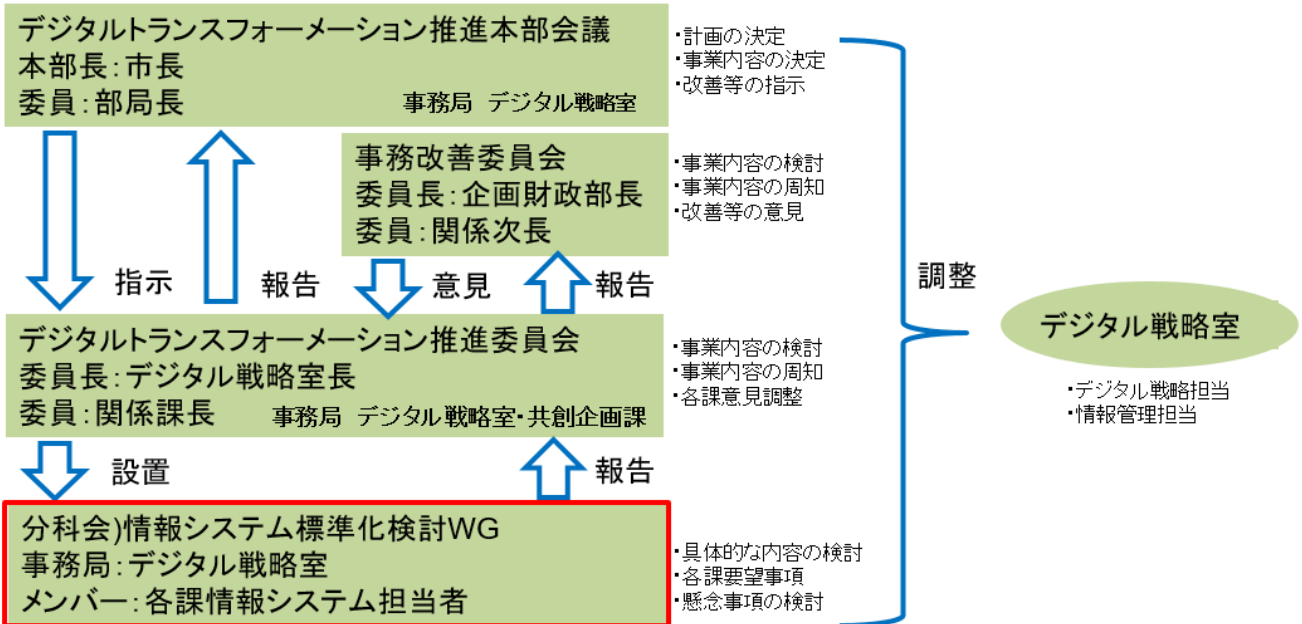 デジタルトランスフォーメーション推進本部会議
本部長：市長
委員：部局長
事務局 デジタル戦略室
・計画の決定
・事業内容の決定
・改善等の指示
事務改善委員会
委員長：企画財政部長
委員：関係次長
・事業内容の検討
・事業内容の周知
・改善等の意見
指示
報告
意見
報告
調整
デジタル戦略室
・デジタル戦略担当
・情報管理担当
デジタルトランスフォーメーション推進委員会
委員長：デジタル戦略室長
委員：関係課長
事務局 デジタル戦略室・共創企画課
・事業内容の検討
・事業内容の周知
・各課意見調整
設置
報告
分科会)情報システム標準化検討WG
事務局：デジタル戦略室
メンバー：各課情報システム担当者
・具体的な内容の検討
・各課要望事項
・懸念事項の検討